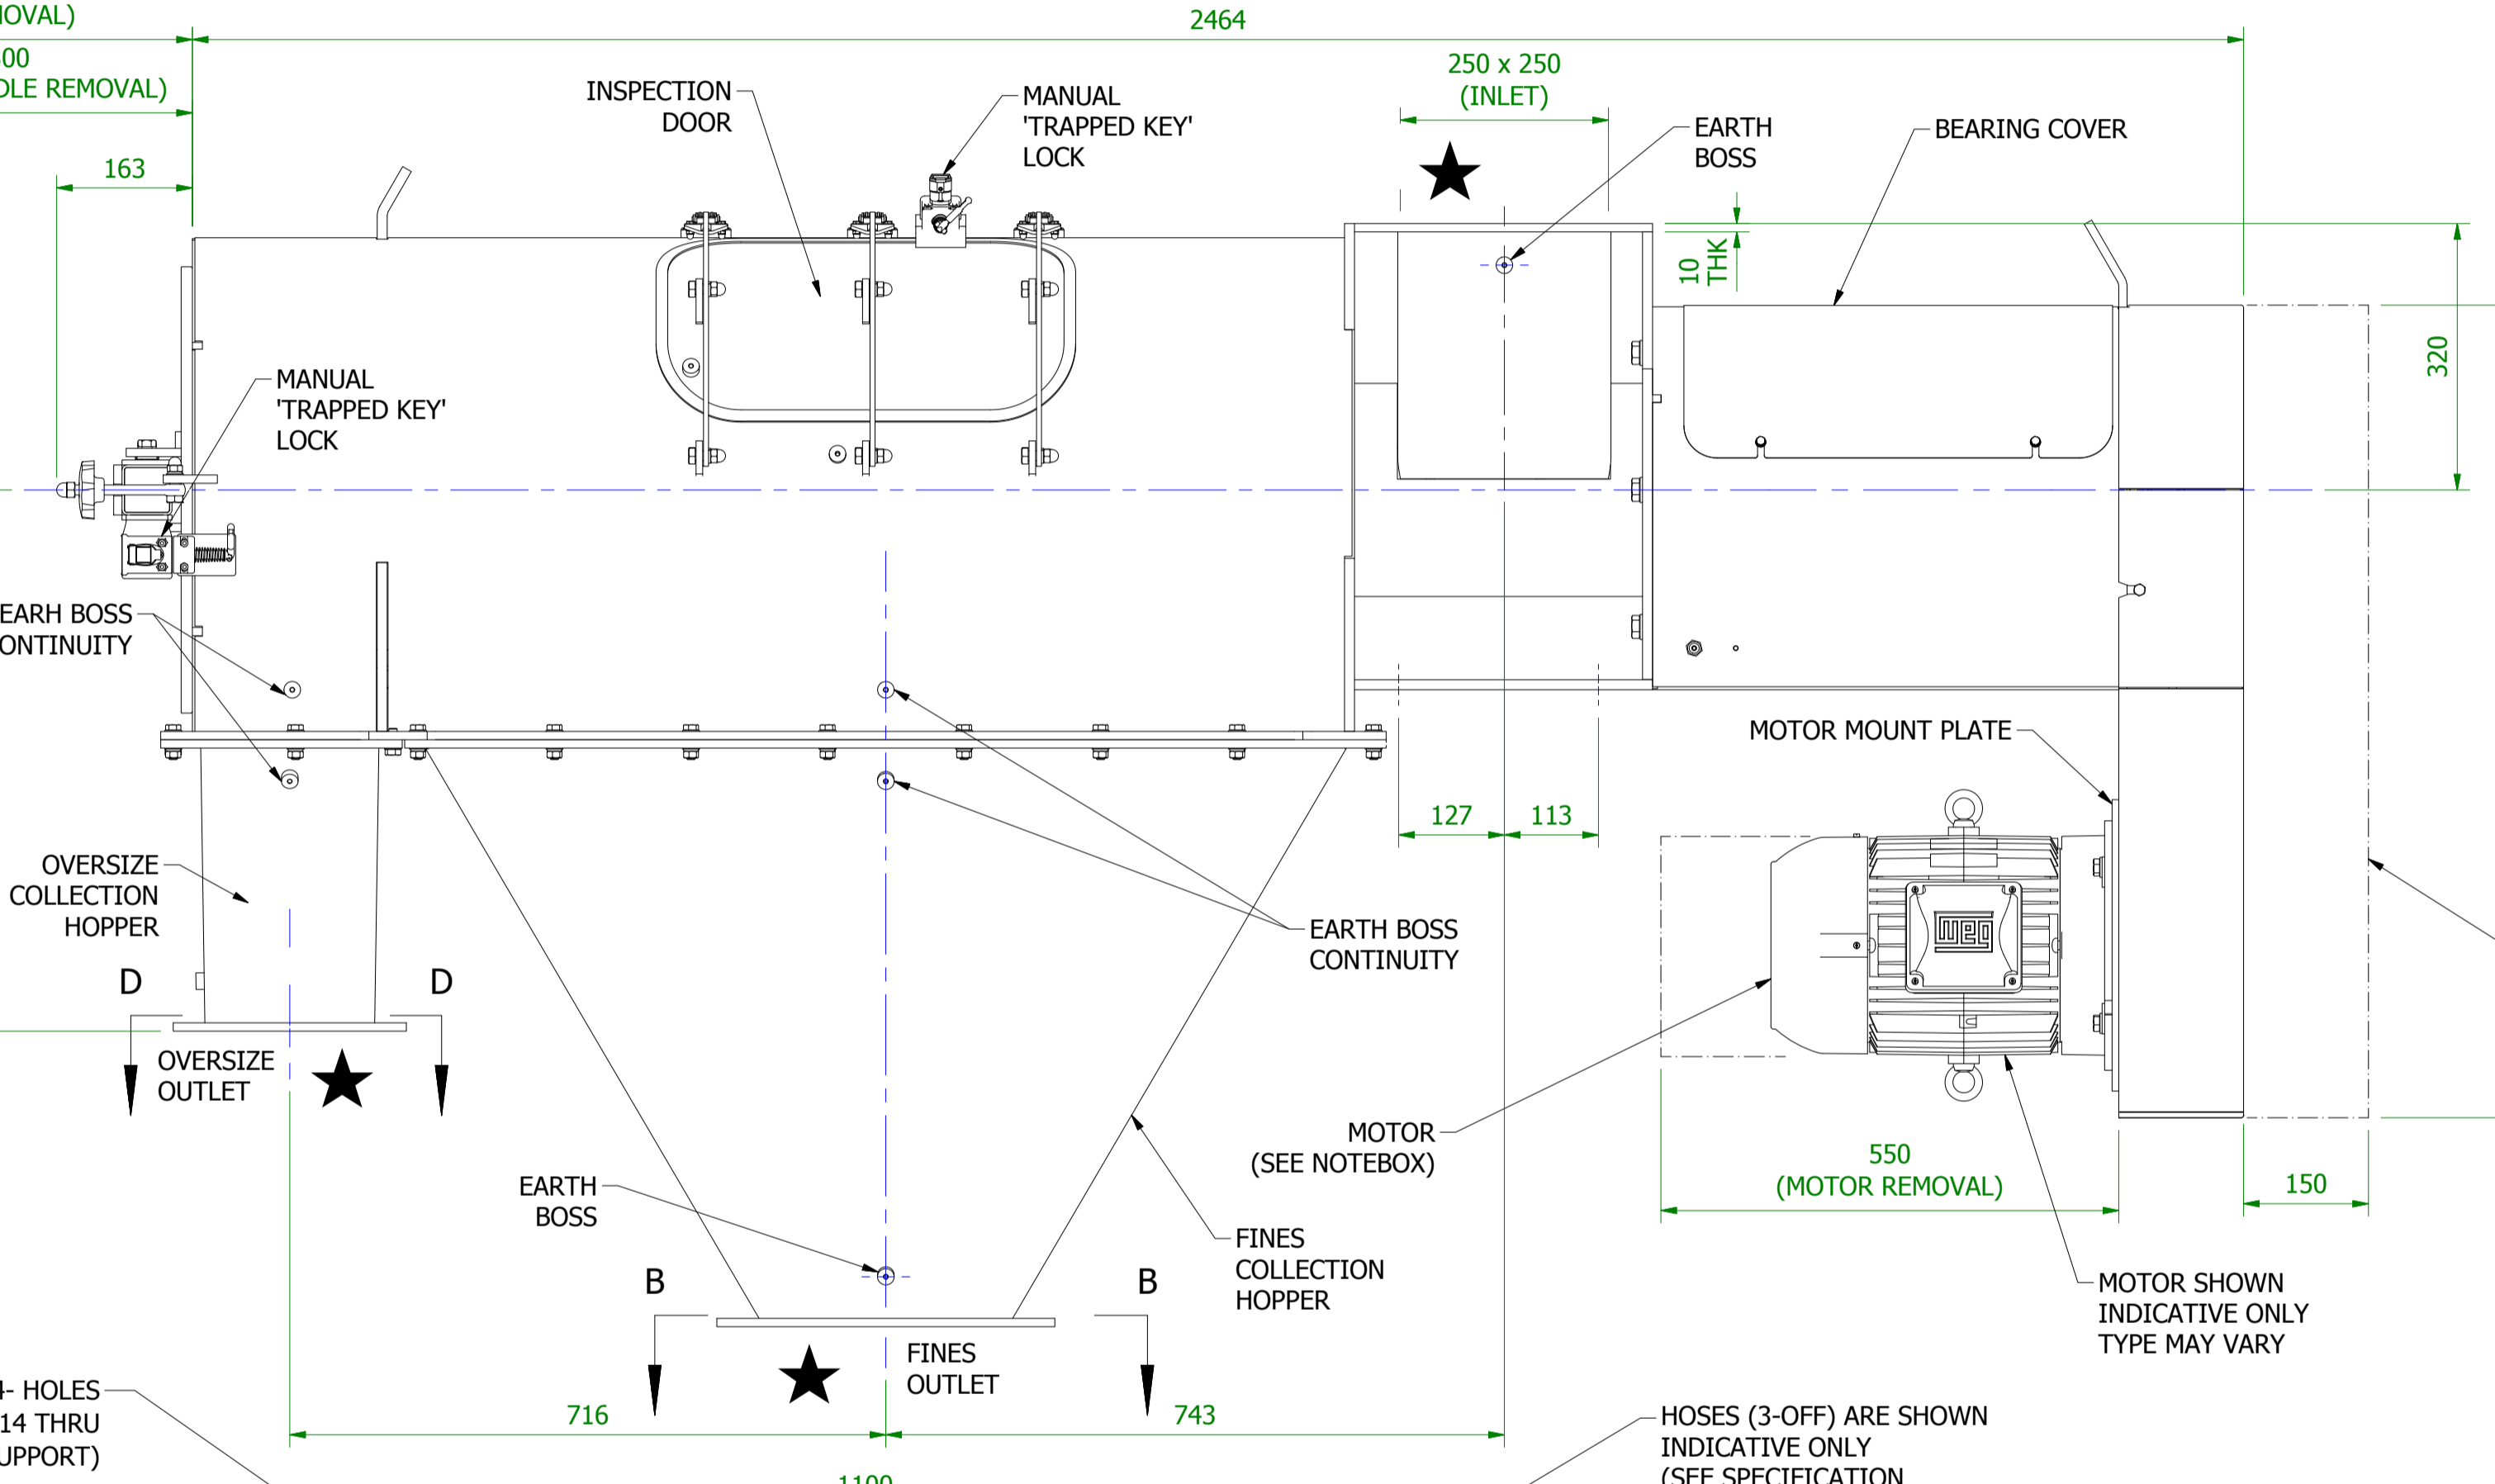 2464
250 x 250
(INLET)
DLE REMOVAL)
163
INSPECTION
DOOR
MANUAL
'TRAPPED KEY'
LOCK
EARTH
BOSS
BEARING COVER
10
THK
320
MANUAL
'TRAPPED KEY'
LOCK
EARH BOSS
ONTINUITY
MOTOR MOUNT PLATE
127
113
OVERSIZE
COLLECTION
HOPPER
EARTH BOSS
CONTINUITY
weg
D
D
OVERSIZE
OUTLET
MOTOR
(SEE NOTEBOX)
550
(MOTOR REMOVAL)
150
EARTH
BOSS
FINES
COLLECTION
HOPPER
B
B
MOTOR SHOWN
INDICATIVE ONLY
TYPE MAY VARY
FINES
OUTLET
4- HOLES
14 THRU
UPPORT)
716
743
HOSES (3-OFF) ARE SHOWN
INDICATIVE ONLY
(SEE SPECIFICATION
1100